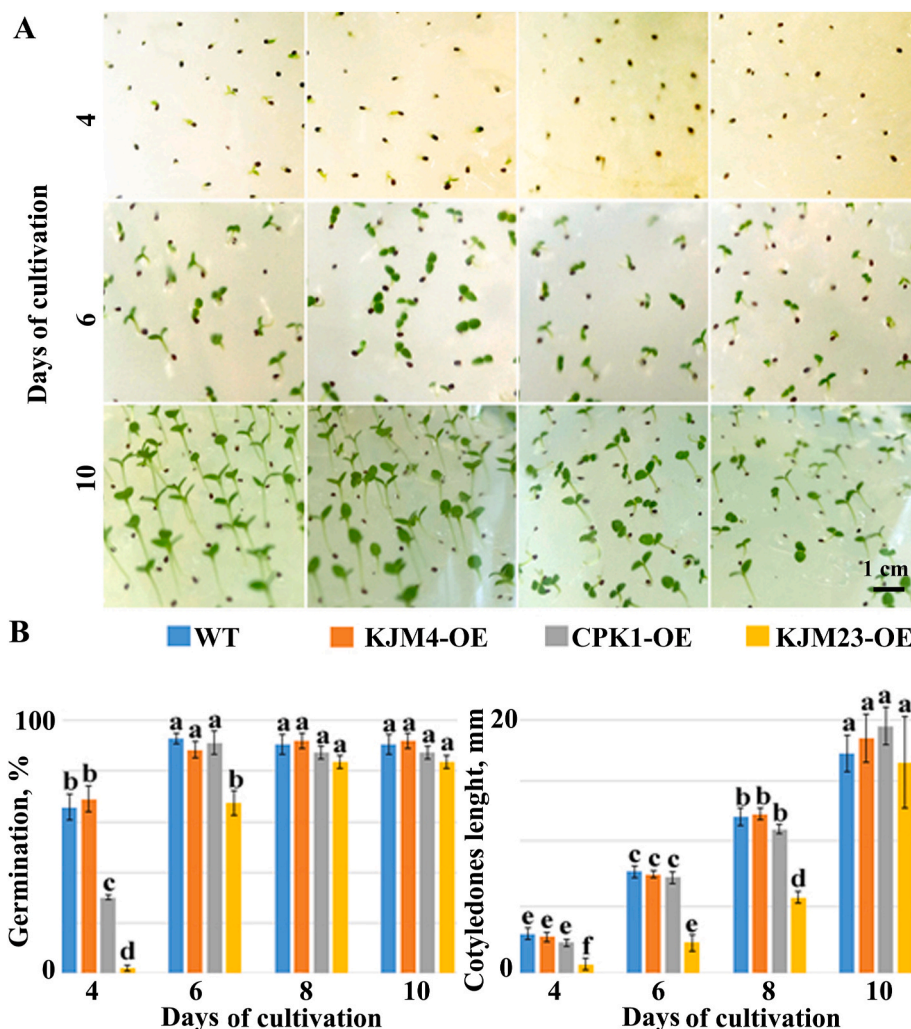 A
4
Days of cultivation
6
10
1 cm
B
WT KJM4-OE CPK1-OE KJM23-OE
Germination, %
100
0
b b c d
a a a b
a a a a
a a a a
4 6 8 10
Days of cultivation
Cotyledones lenght, mm
20
0
e e e f
c c c e
b b b d
a a a a
4 6 8 10
Days of cultivation